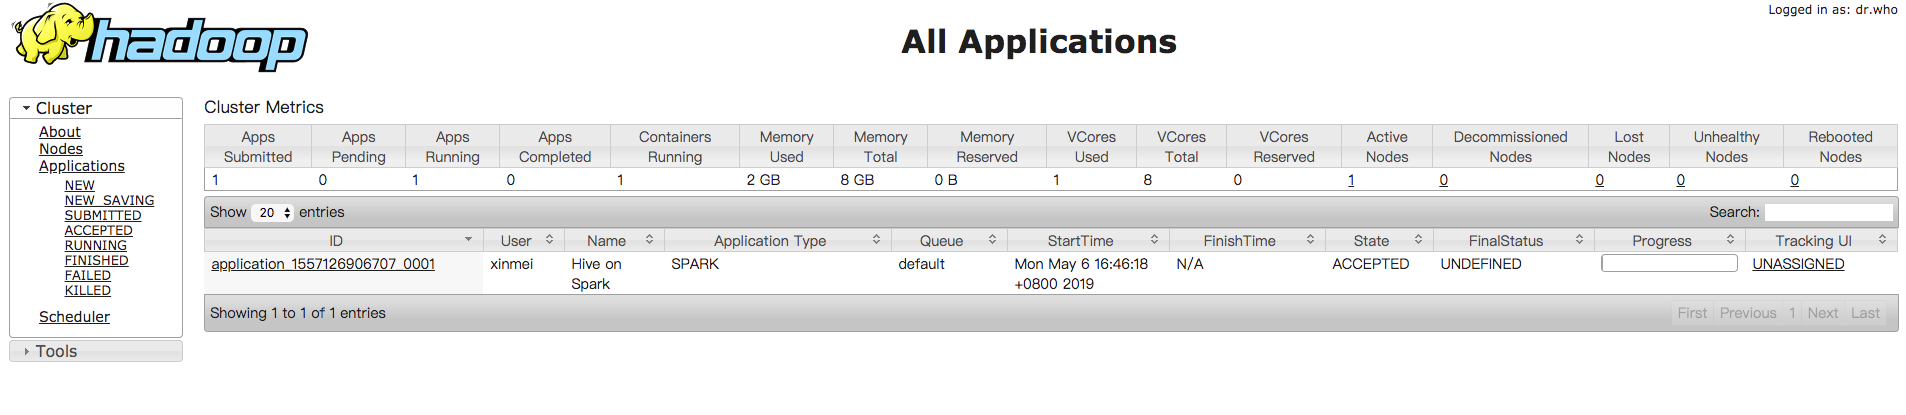 Logged in as: dr.who
hadoop
All Applications
Cluster
About
Nodes
Applications
NEW
NEW_SAVING
SUBMITTED
ACCEPTED
RUNNING
FINISHED
FAILED
KILLED
Scheduler
Tools
Cluster Metrics
Apps Submitted Apps Pending Apps Running Apps Completed Containers Running Memory Used Memory Total Memory Reserved VCores Used VCores Total VCores Reserved Active Nodes Decommissioned Nodes Lost Nodes Unhealthy Nodes Rebooted Nodes
1 0 1 0 1 2 GB 8 GB 0 B 1 8 0 1 0 0 0 0
Show 20 entries Search:
ID User Name Application Type Queue StartTime FinishTime State FinalStatus Progress Tracking UI
application_1557126906707_0001 xinmei Hive on Spark SPARK default Mon May 6 16:46:18 +0800 2019 N/A ACCEPTED UNDEFINED UNASSIGNED
Showing 1 to 1 of 1 entries First Previous 1 Next Last